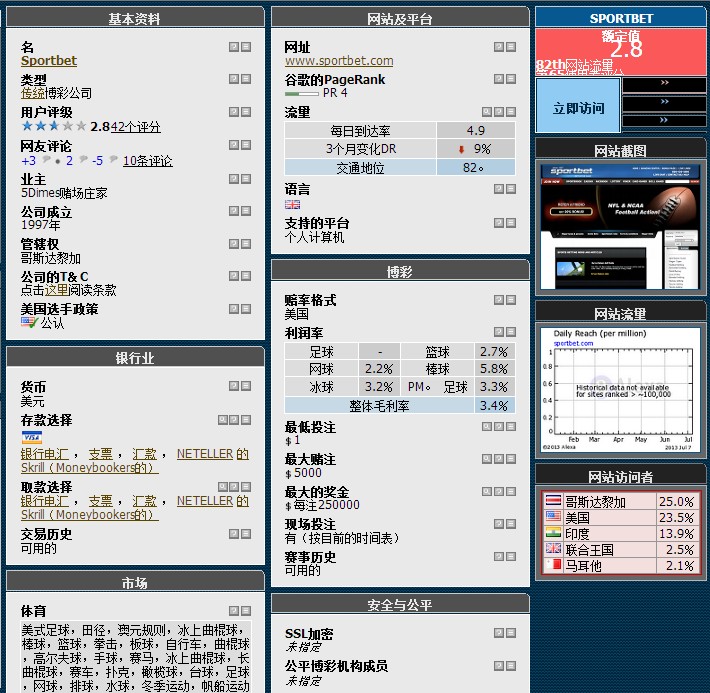 基本资料
名
Sportbet
类型
传统博彩公司
用户评级
2.842个评分
网友评论
+3 2 -5 10条评论
业主
5Dimes赌场庄家
公司成立
1997年
管辖权
哥斯达黎加
公司的T& C
点击这里阅读条款
美国选手政策
公认
银行业
货币
美元
存款选择
VISA
银行电汇 ， 支票 ， 汇款 ， NETELLER 的
Skrill（Moneybookers的）
取款选择
银行电汇 ， 支票 ， 汇款 ， NETELLER 的
Skrill（Moneybookers的）
交易历史
可用的
市场
体育
美式足球，田径，澳元规则，冰上曲棍球，
棒球，篮球，拳击，板球，自行车，曲棍球
，高尔夫球，手球，赛马，冰上曲棍球，长
曲棍球，赛车，扑克，橄榄球，台球，足球
，网球，排球，水球，冬季运动，帆船运动
网站及平台
网址
www.sportbet.com
谷歌的PageRank
PR 4
流量
每日到达率 4.9
3个月变化DR 9%
交通地位 82。
语言
支持的平台
个人计算机
博彩
赔率格式
美国
利润率
足球 - 篮球 2.7%
网球 2.2% 棒球 5.8%
冰球 3.2% PM。 足球 3.3%
整体毛利率 3.4%
最低投注
$ 1
最大赌注
$ 5000
最大的奖金
$ 每注250000
现场投注
有（按目前的时间表）
赛事历史
可用的
安全与公平
SSL加密
未指定
公平博彩机构成员
未指定
SPORTBET
额定值
2.8
82th网站流量
立即访问
>>
>>
>>
网站截图
sportbet
NFL & NCAA
Football Action!
网站流量
Daily Reach (per million)
sportbet.com
1
0.8
0.6
0.4
0.2
0
Historical data not available
for sites ranked > ~100,000
Feb Mar Apr May Jun Jul
©2013 Alexa 2013 Jul 7
网站访问者
哥斯达黎加 25.0%
美国 23.5%
印度 13.9%
联合王国 2.5%
马耳他 2.1%